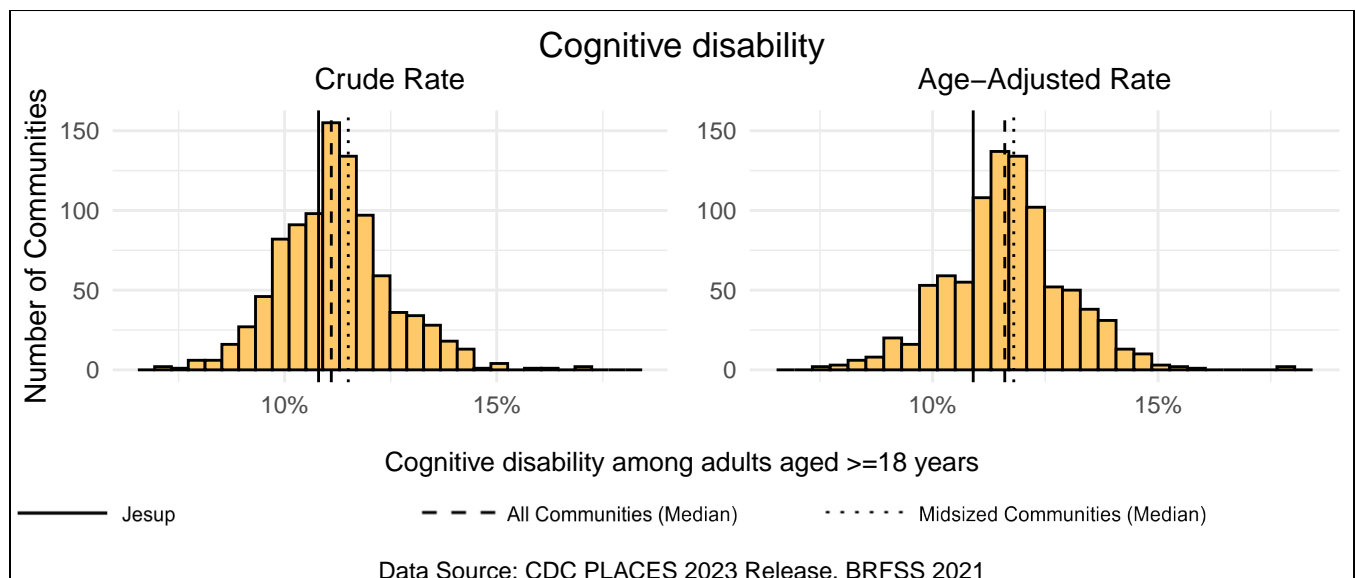 Cognitive disability
Crude Rate
Age−Adjusted Rate
Number of Communities
150
100
50
0
10%
15%
150
100
50
0
10%
15%
Cognitive disability among adults aged >=18 years
Jesup
All Communities (Median)
Midsized Communities (Median)
Data Source: CDC PLACES 2023 Release, BRFSS 2021